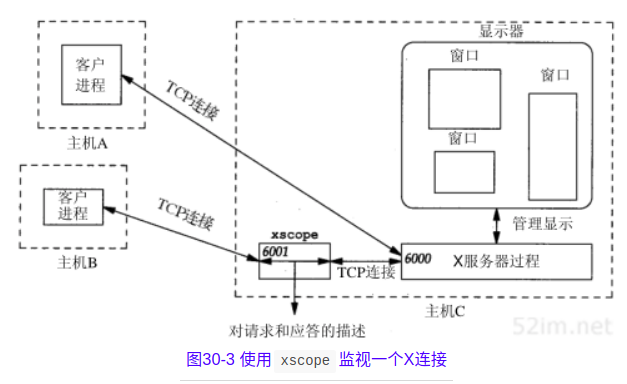 显示器
窗口
窗口
窗口
客户
进程
TCP连接
主机A
客户
进程
TCP连接
主机B
xscope
6001
TCP连接
6000
X服务器过程
管理显示
主机C
对请求和应答的描述
52im.net
图30-3 使用 xscope 监视一个X连接